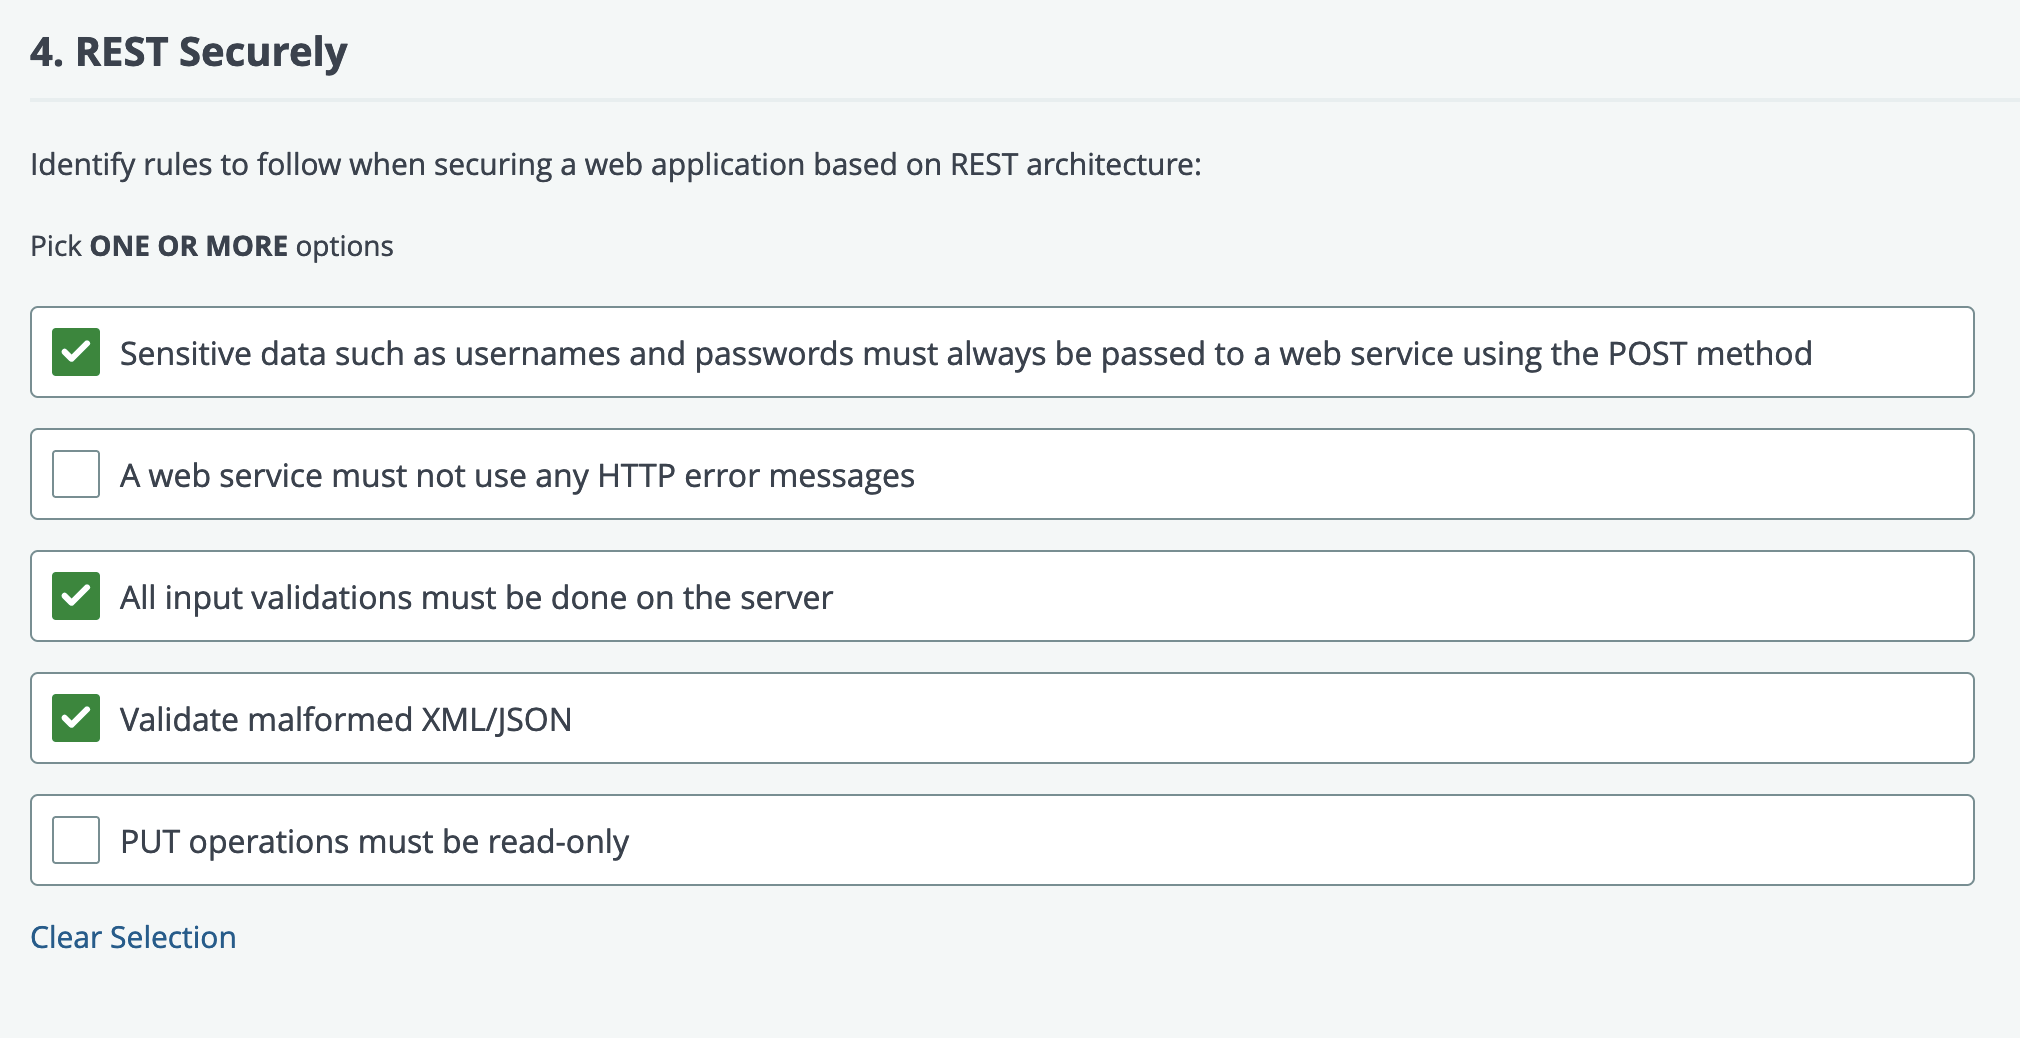 4. REST Securely
Identify rules to follow when securing a web application based on REST architecture:
Pick ONE OR MORE options
Sensitive data such as usernames and passwords must always be passed to a web service using the POST method
A web service must not use any HTTP error messages
All input validations must be done on the server
Validate malformed XML/JSON
PUT operations must be read-only
Clear Selection